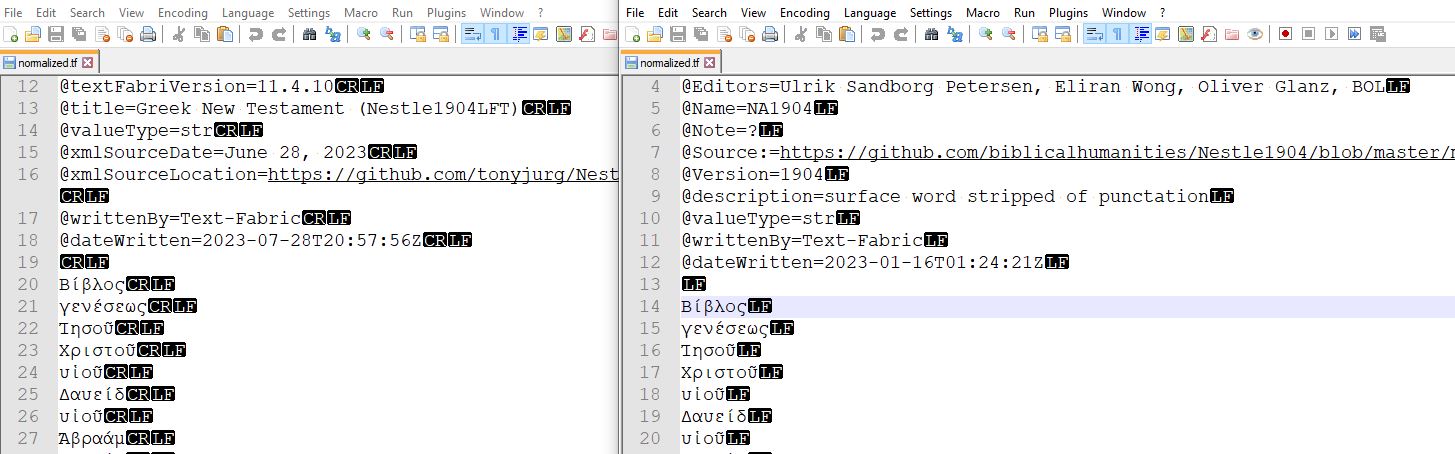 File Edit Search View Encoding Language Settings Macro Run Plugins Window ?
normalized.tf
12 @textFabriVersion=11.4.10CRLF
13 @title=Greek New Testament (Nestle1904LFT)CRLF
14 @valueType=strCRLF
15 @xmlSourceDate=June 28, 2023CRLF
16 @xmlSourceLocation=https://github.com/tonyjurg/Nest
CRLF
17 @writtenBy=Text-FabricCRLF
18 @dateWritten=2023-07-28T20:57:56ZCRLF
19 CRLF
20 ΒίβλοςCRLF
21 γενέσεωςCRLF
22 ἸησοῦCRLF
23 ΧριστοῦCRLF
24 υἱοῦCRLF
25 ΔαυείδCRLF
26 υἱοῦCRLF
27 ἈβραάμCRLF
File Edit Search View Encoding Language Settings Macro Run Plugins Window ?
normalized.tf
4 @Editors=Ulrik Sandborg Petersen, Eliran Wong, Oliver Glanz, BOLLF
5 @Name=NA1904LF
6 @Note=?LF
7 @Source:=https://github.com/biblicalhumanities/Nestle1904/blob/master/
8 @Version=1904LF
9 @description=surface word stripped of punctationLF
10 @valueType=strLF
11 @writtenBy=Text-FabricLF
12 @dateWritten=2023-01-16T01:24:21ZLF
13 LF
14 ΒίβλοςLF
15 γενέσεωςLF
16 ἸησοῦLF
17 ΧριστοῦLF
18 υἱοῦLF
19 ΔαυείδLF
20 υἱοῦLF